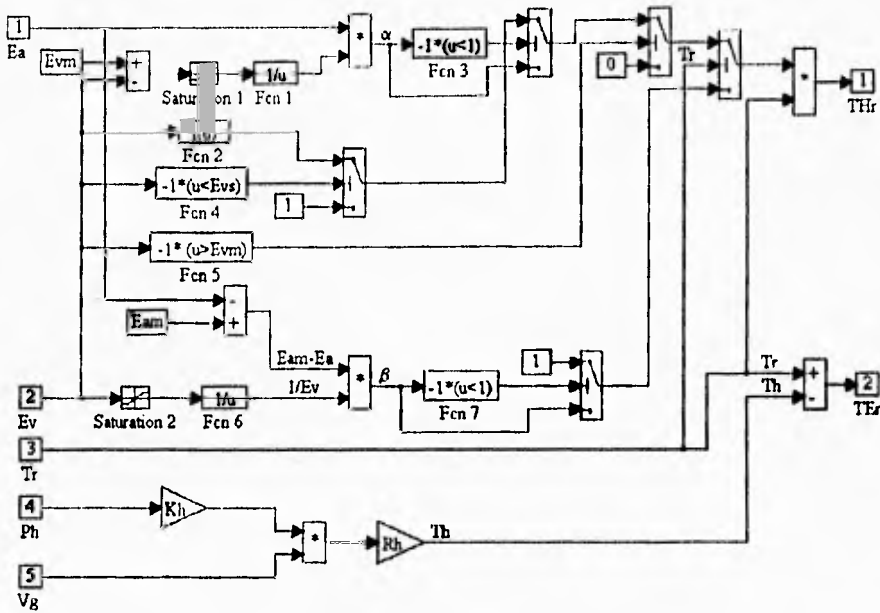 1
Ea
Evm
+
-
Saturation 1
1/u
Fcn 1
*
α
-1*(u<1)
Fcn 3
0
Tr
*
1
THr
Fcn 2
-1*(u<Evs)
Fcn 4
1
-1* (u>Evm)
Fcn 5
-
+
Eam
Eam-Ea
1/Ev
*
β
-1*(u<1)
Fcn 7
1
2
Ev
Saturation 2
1/u
Fcn 6
Tr
Th
+
-
2
TEr
3
Tr
4
Ph
Kh
*
Rh
Th
5
Vg